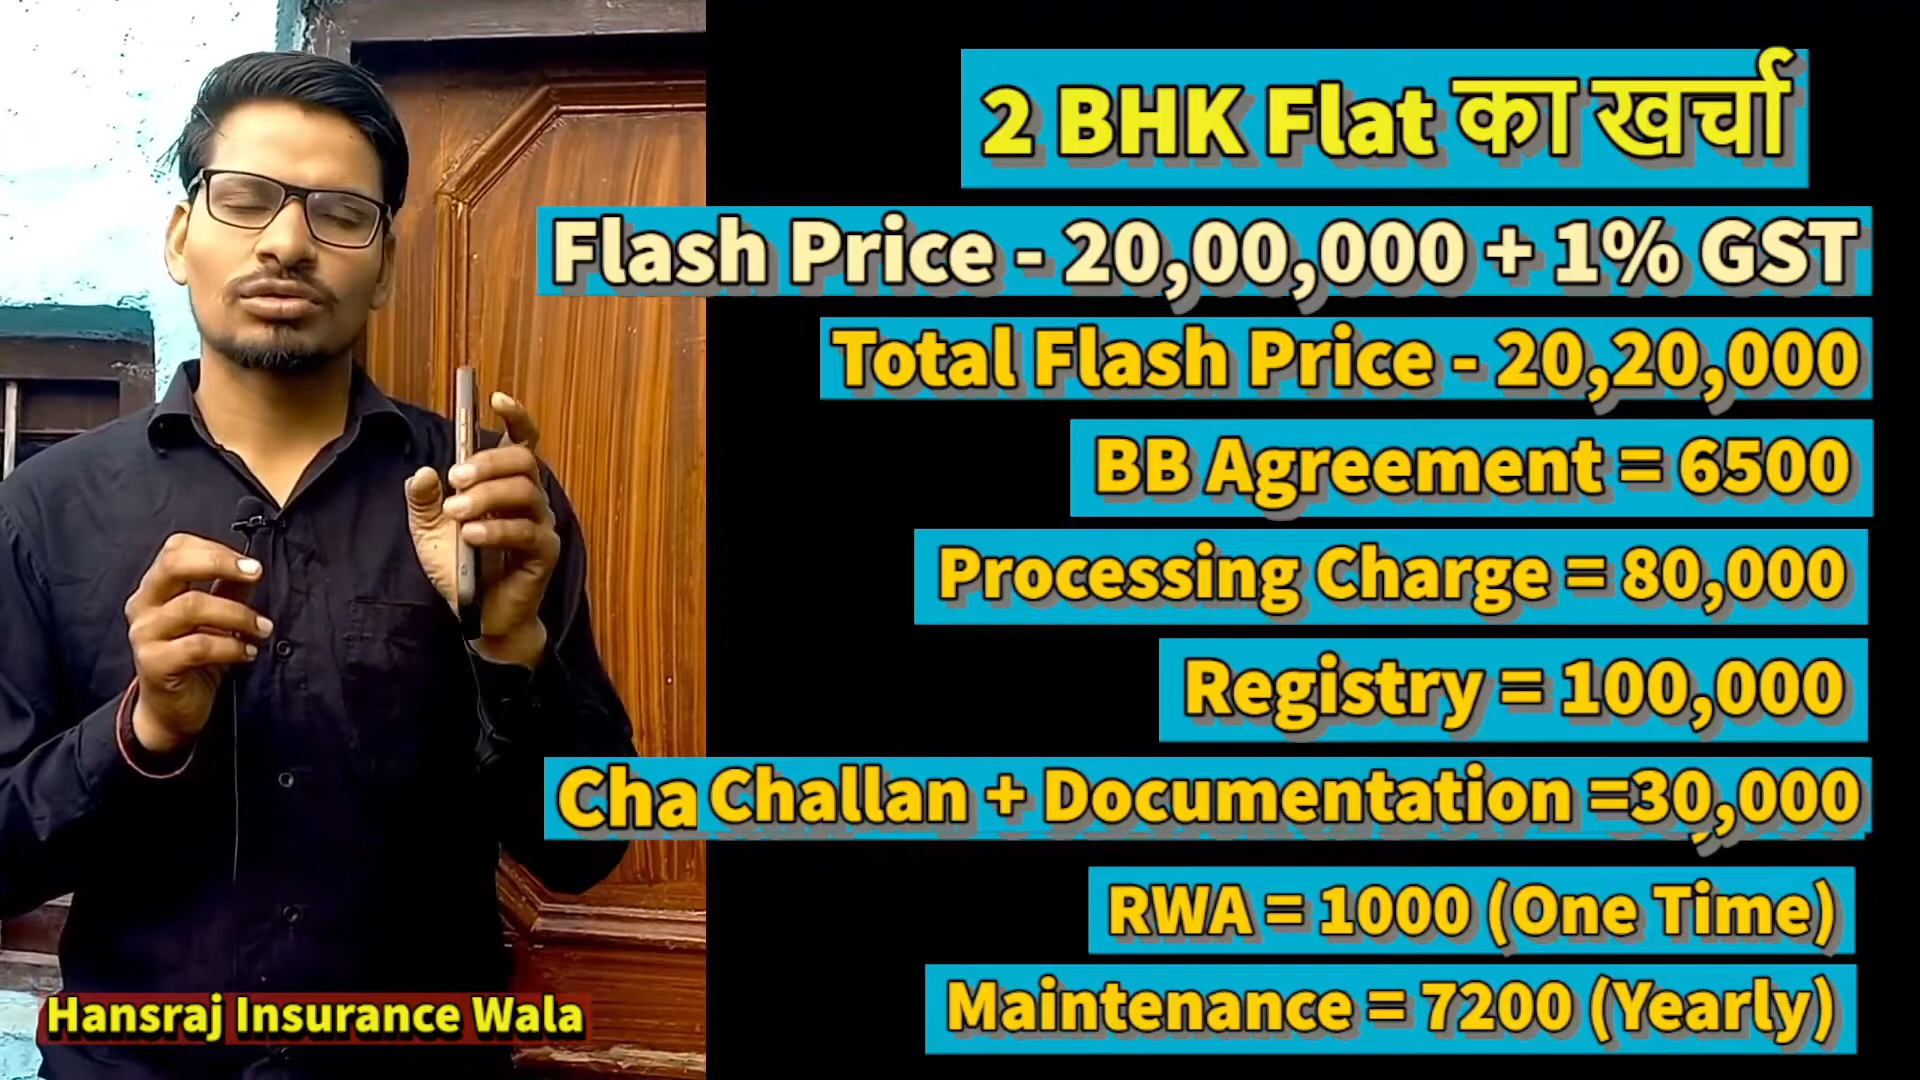 2 BHK Flat का खर्चा
Flash Price - 20,00,000 + 1% GST
Total Flash Price - 20,20,000
BB Agreement = 6500
Processing Charge = 80,000
Registry = 100,000
Cha Challan + Documentation =30,000
RWA = 1000 (One Time)
Maintenance = 7200 (Yearly)
Hansraj Insurance Wala